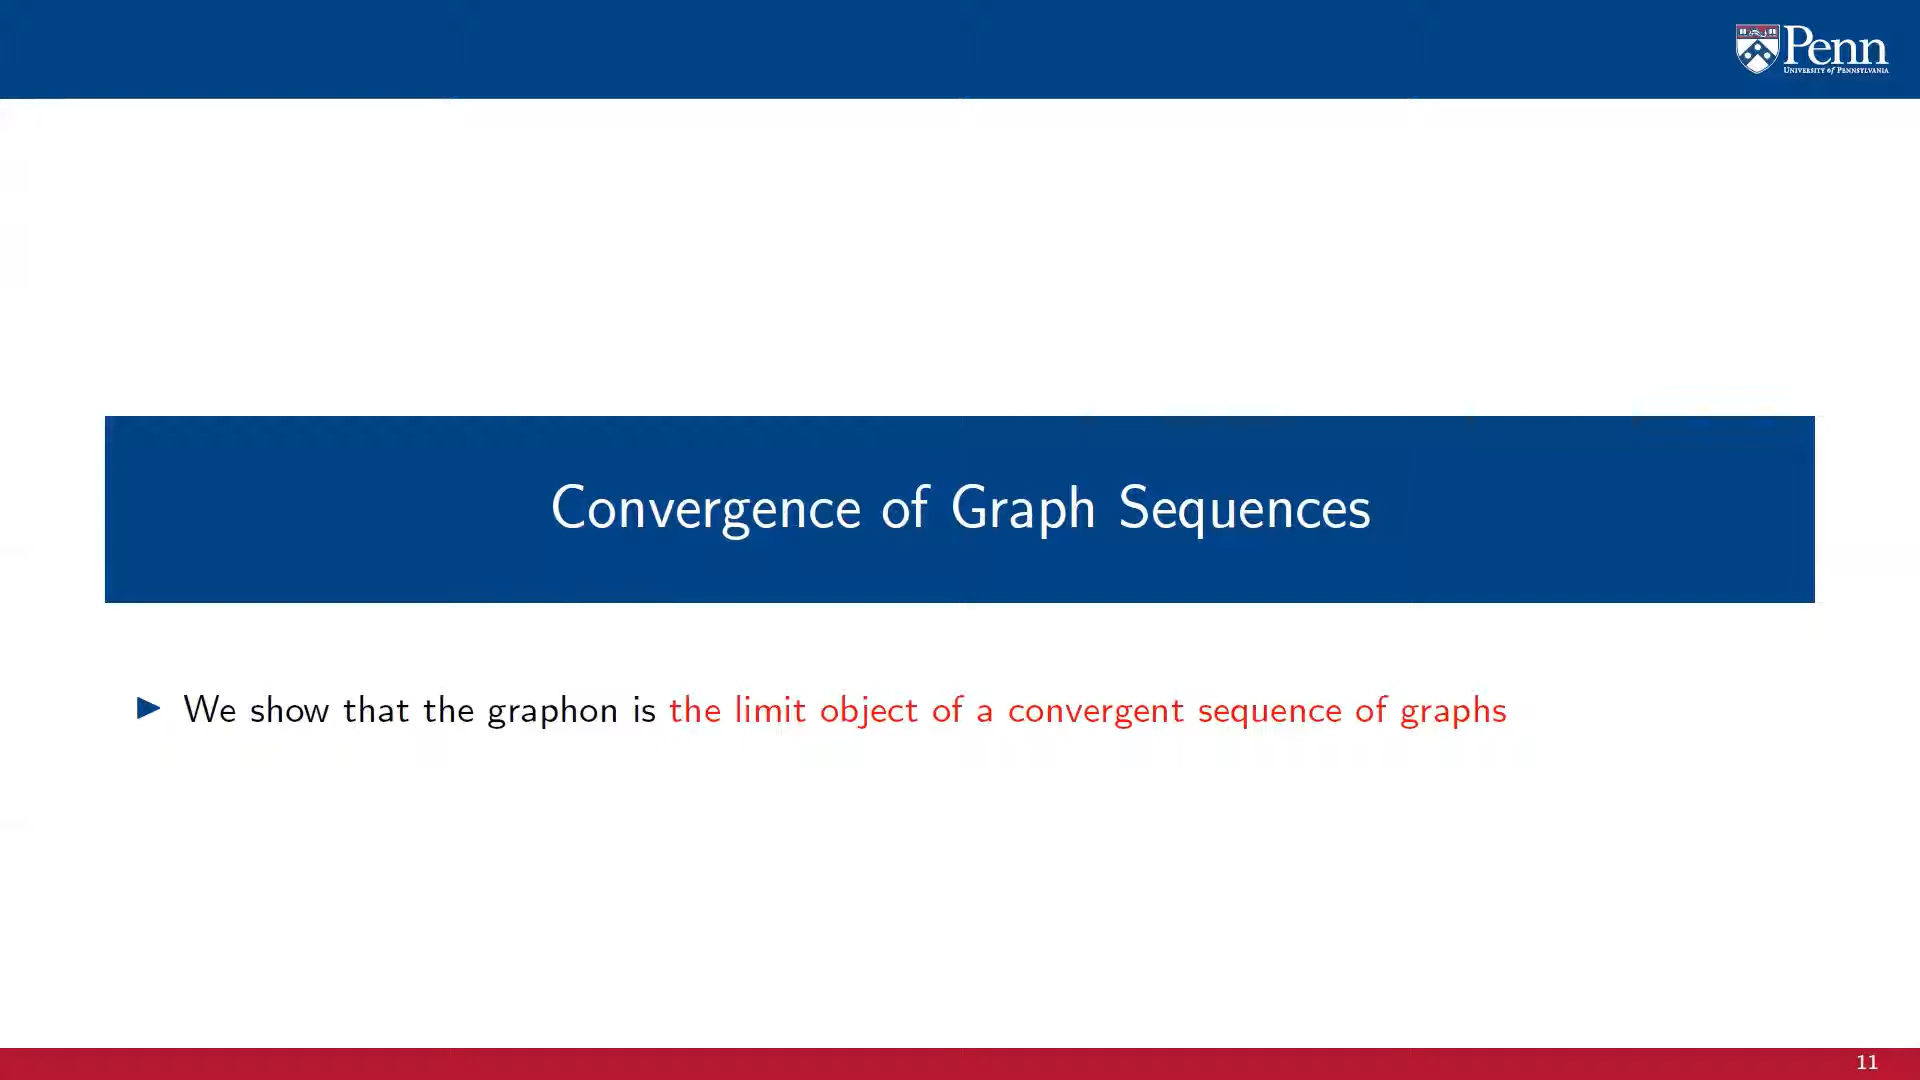 Penn
UNIVERSITY of PENNSYLVANIA
Convergence of Graph Sequences
▶ We show that the graphon is the limit object of a convergent sequence of graphs
11